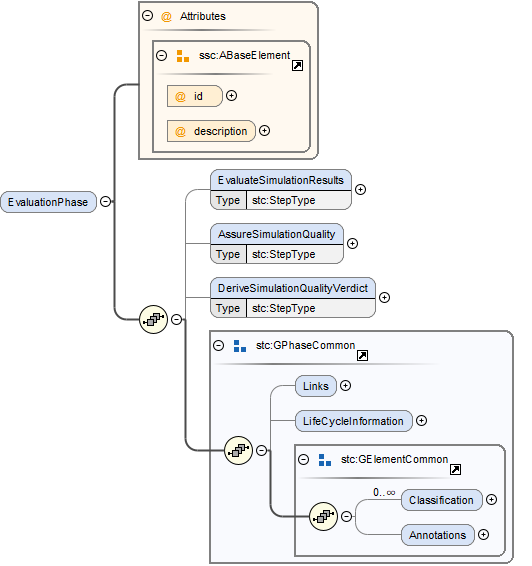 @ Attributes
ssc:ABaseElement
@ id
@ description
EvaluationPhase
EvaluateSimulationResults
Type stc:StepType
AssureSimulationQuality
Type stc:StepType
DeriveSimulationQualityVerdict
Type stc:StepType
stc:GPhaseCommon
Links
LifeCycleInformation
stc:GElementCommon
0..∞
Classification
Annotations